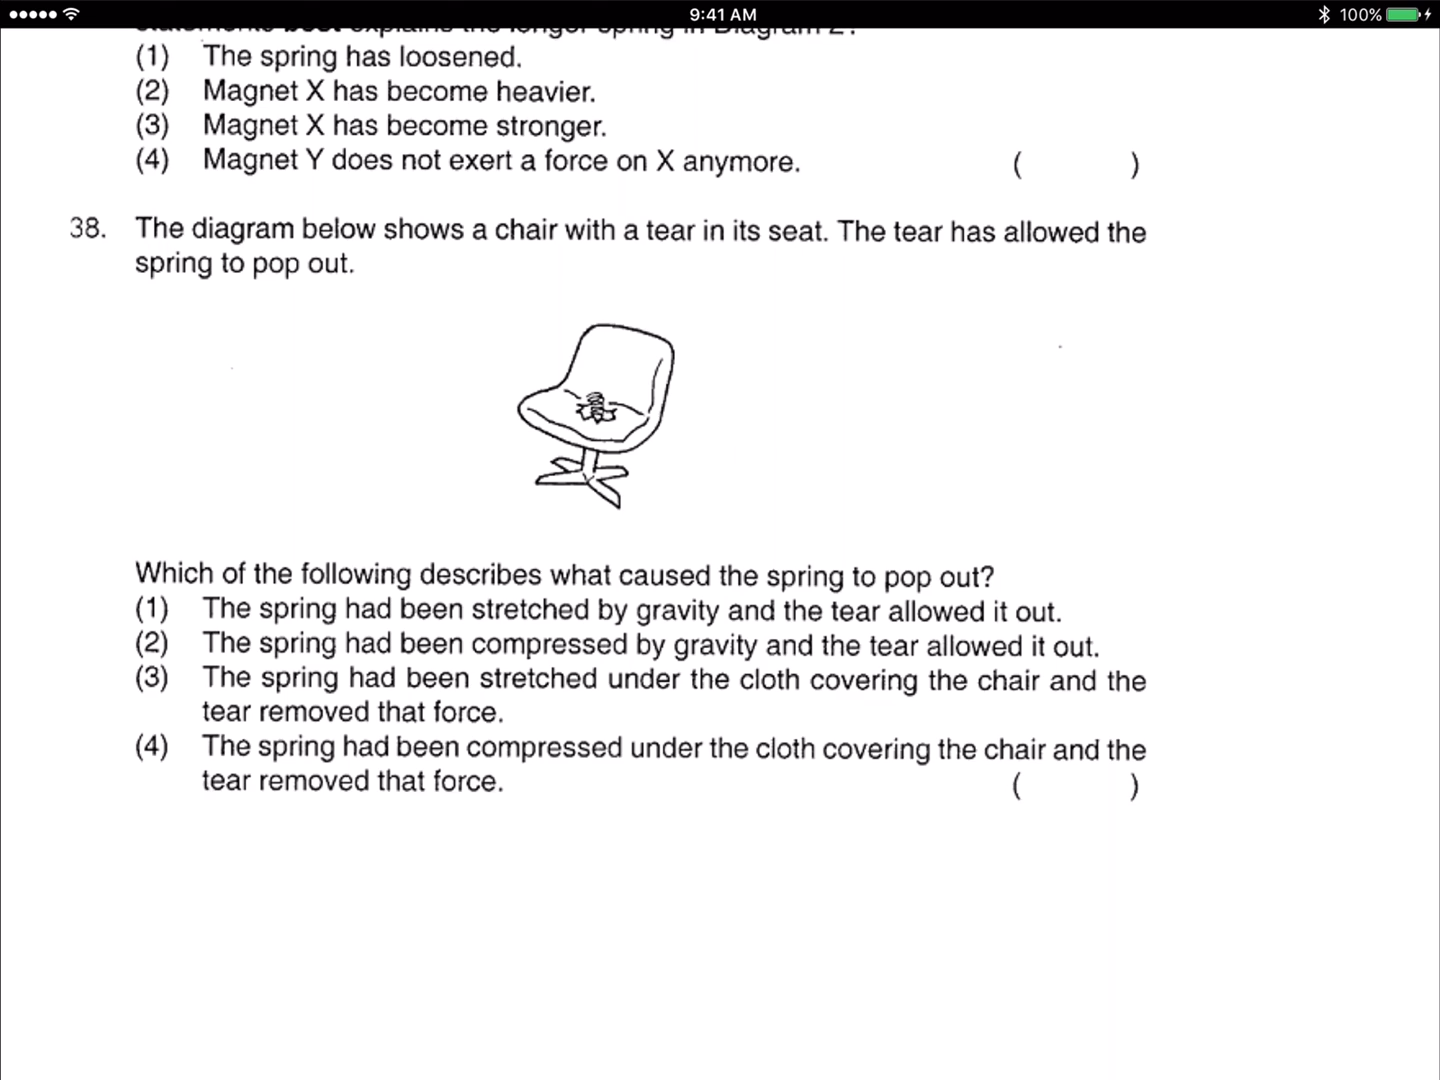 9:41 AM
100%
(1) The spring has loosened.
(2) Magnet X has become heavier.
(3) Magnet X has become stronger.
(4) Magnet Y does not exert a force on X anymore. ( )
38. The diagram below shows a chair with a tear in its seat. The tear has allowed the
spring to pop out.
Which of the following describes what caused the spring to pop out?
(1) The spring had been stretched by gravity and the tear allowed it out.
(2) The spring had been compressed by gravity and the tear allowed it out.
(3) The spring had been stretched under the cloth covering the chair and the
tear removed that force.
(4) The spring had been compressed under the cloth covering the chair and the
tear removed that force. ( )